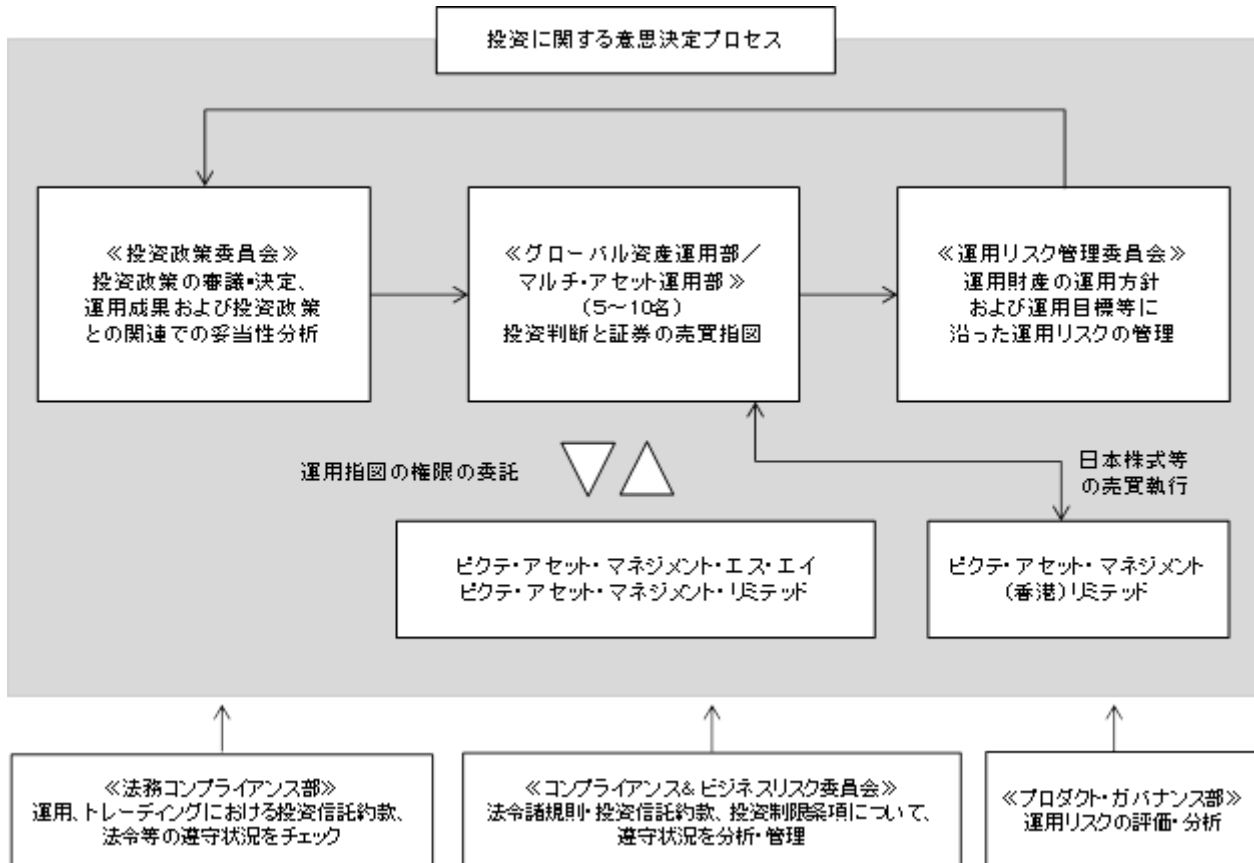 投資に関する意思決定プロセス
≪投資政策委員会≫
投資政策の審議・決定、
運用成果および投資政策
との関連での妥当性分析
≪グローバル資産運用部／
マルチ・アセット運用部≫
（5～10名）
投資判断と証券の売買指図
≪運用リスク管理委員会≫
運用財産の運用方針
および運用目標等に
沿った運用リスクの管理
運用指図の権限の委託
日本株式等
の売買執行
ピクテ・アセット・マネジメント・エス・エイ
ピクテ・アセット・マネジメント・リミテッド
ピクテ・アセット・マネジメント
（香港）リミテッド
≪法務コンプライアンス部≫
運用、トレーディングにおける投資信託約款、
法令等の遵守状況をチェック
≪コンプライアンス& ビジネスリスク委員会≫
法令諸規則・投資信託約款、投資制限条項について、
遵守状況を分析・管理
≪プロダクト・ガバナンス部≫
運用リスクの評価・分析